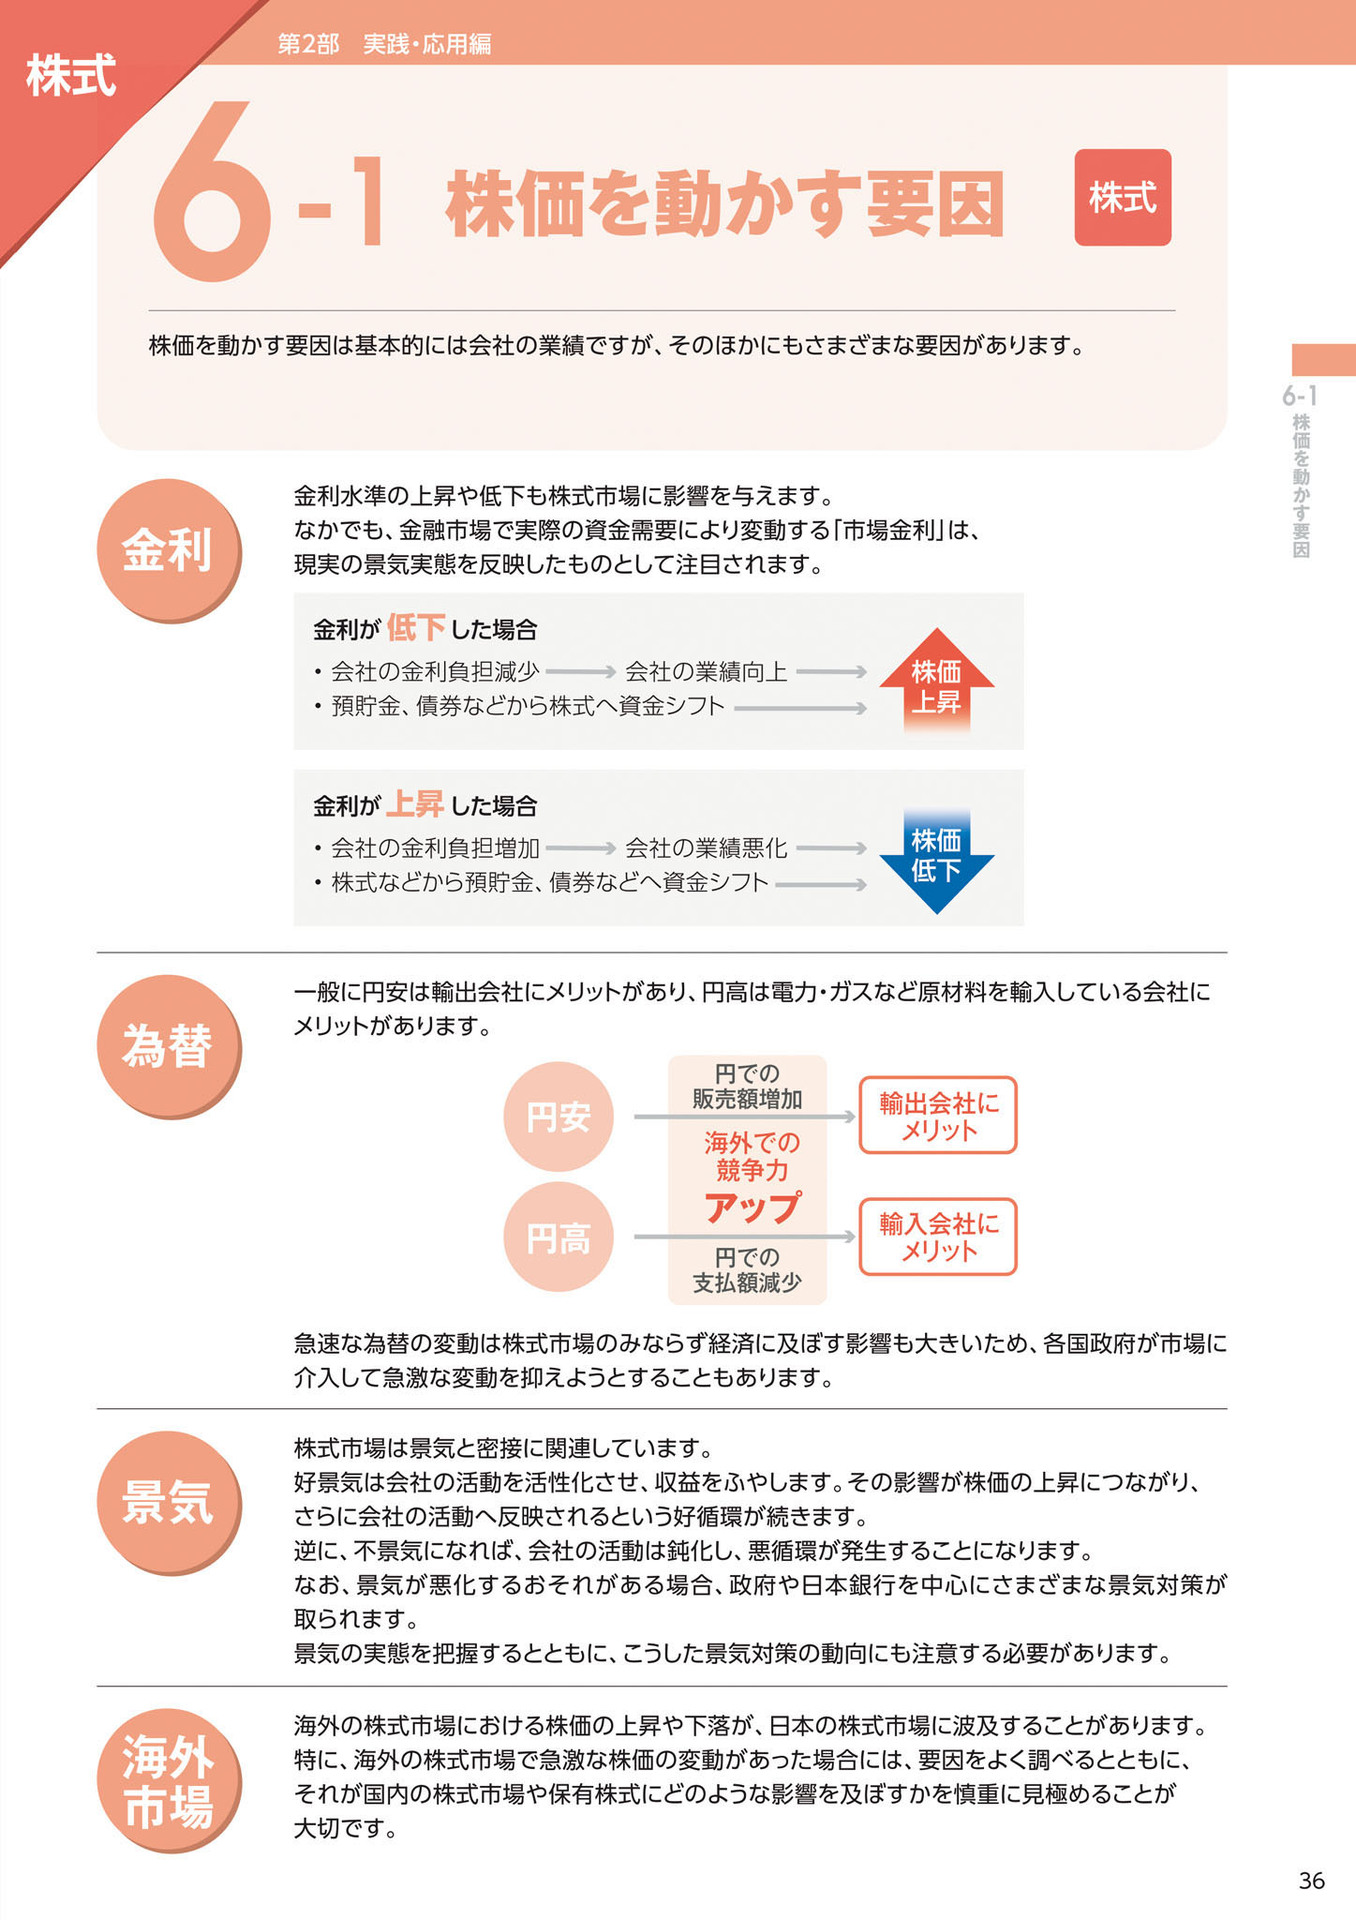 第2部 実践・応用編
株式
6-1 株価を動かす要因
株式
株価を動かす要因は基本的には会社の業績ですが、そのほかにもさまざまな要因があります。
6-1
株価を動かす要因
金利
金利水準の上昇や低下も株式市場に影響を与えます。
なかでも、金融市場で実際の資金需要により変動する「市場金利」は、
現実の景気実態を反映したものとして注目されます。
金利が低下した場合
・会社の金利負担減少 → 会社の業績向上 →
・預貯金、債券などから株式へ資金シフト →
株価
上昇
金利が上昇した場合
・会社の金利負担増加 → 会社の業績悪化 →
・株式などから預貯金、債券などへ資金シフト →
株価
低下
為替
一般に円安は輸出会社にメリットがあり、円高は電力・ガスなど原材料を輸入している会社に
メリットがあります。
円安
円での
販売額増加
輸出会社に
メリット
海外での
競争力
アップ
円高
円での
支払額減少
輸入会社に
メリット
急速な為替の変動は株式市場のみならず経済に及ぼす影響も大きいため、各国政府が市場に
介入して急激な変動を抑えようとすることもあります。
景気
株式市場は景気と密接に関連しています。
好景気は会社の活動を活性化させ、収益をふやします。その影響が株価の上昇につながり、
さらに会社の活動へ反映されるという好循環が続きます。
逆に、不景気になれば、会社の活動は鈍化し、悪循環が発生することになります。
なお、景気が悪化するおそれがある場合、政府や日本銀行を中心にさまざまな景気対策が
取られます。
景気の実態を把握するとともに、こうした景気対策の動向にも注意する必要があります。
海外
市場
海外の株式市場における株価の上昇や下落が、日本の株式市場に波及することがあります。
特に、海外の株式市場で急激な株価の変動があった場合には、要因をよく調べるとともに、
それが国内の株式市場や保有株式にどのような影響を及ぼすかを慎重に見極めることが
大切です。
36